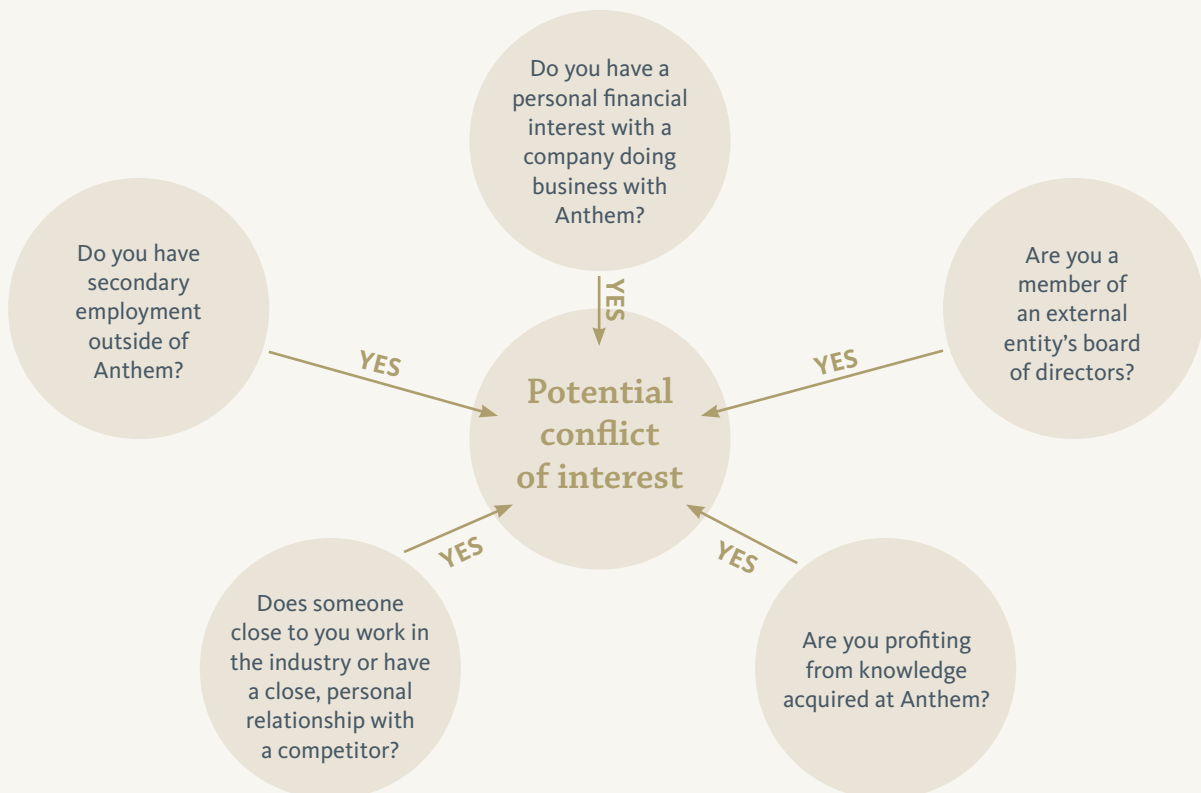 Do you have a
personal financial
interest with a
company doing
business with
Anthem?
Do you have
secondary
employment
outside of
Anthem?
Are you a
member of
an external
entity’s board
of directors?
YES
YES
YES
Potential
conflict
of interest
YES
YES
Does someone
close to you work in
the industry or have
a close, personal
relationship with
a competitor?
Are you profiting
from knowledge
acquired at Anthem?